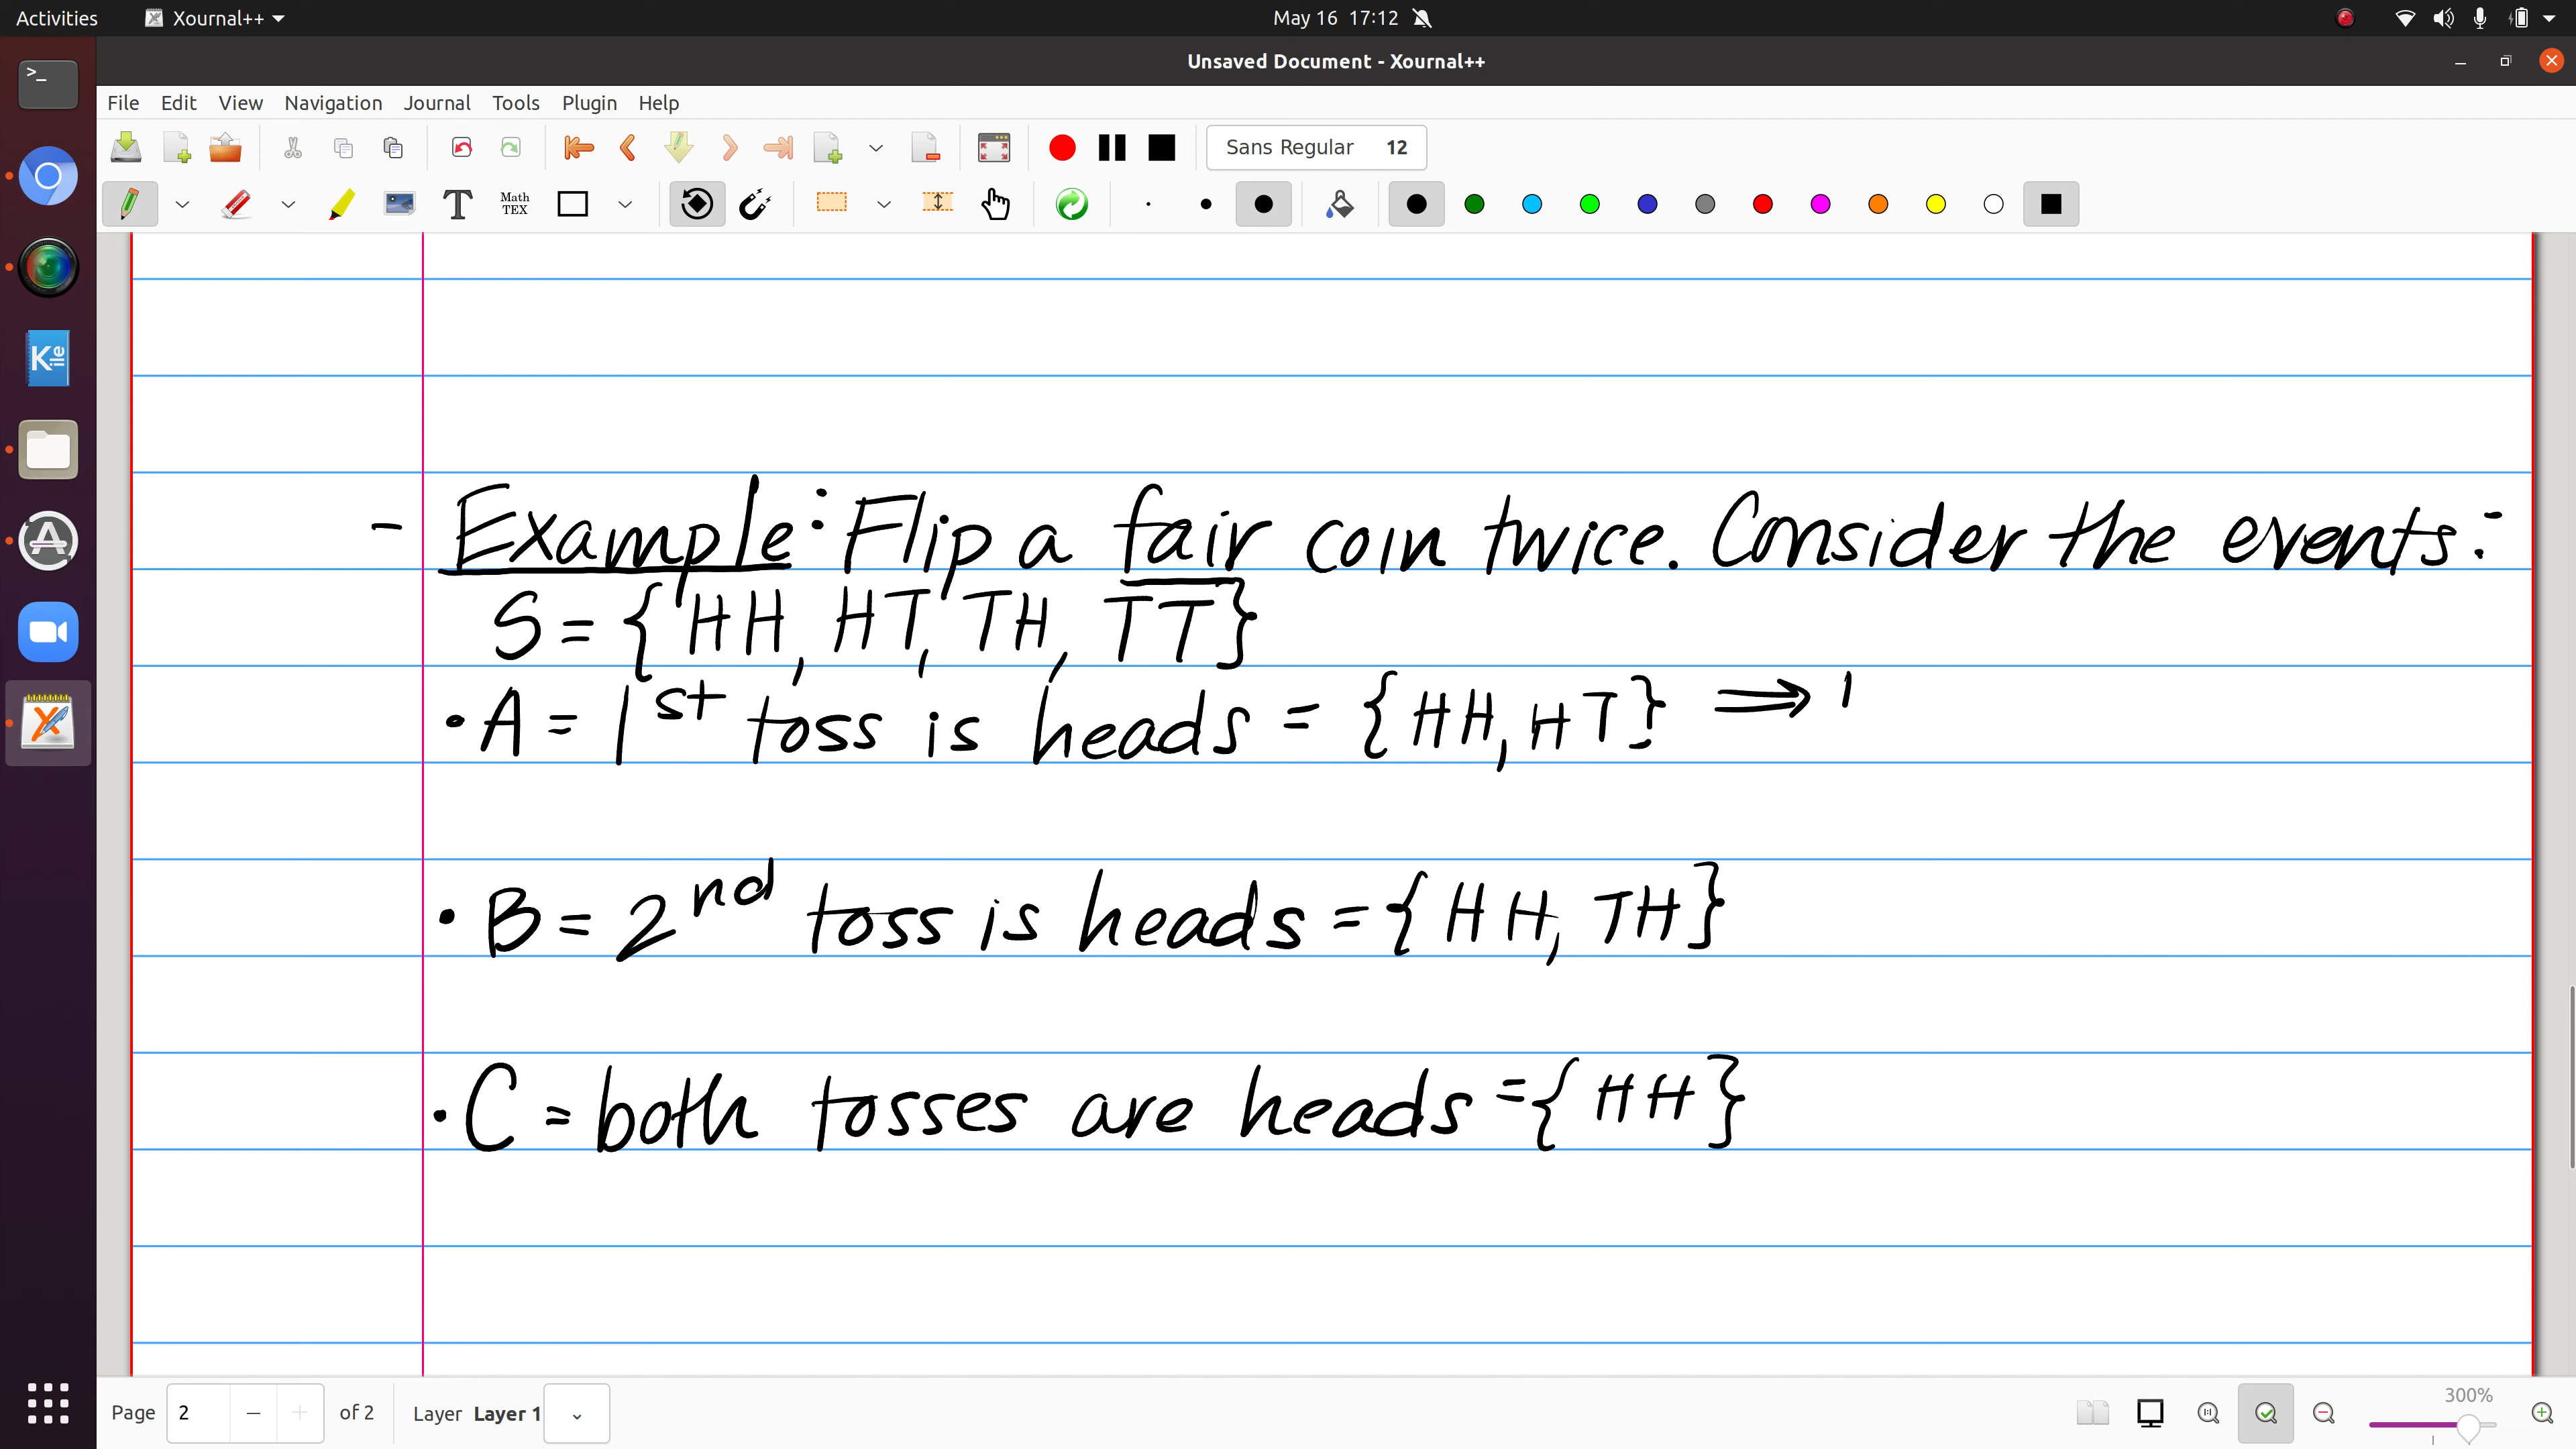 Activities Xournal++ May 16 17:12
Unsaved Document - Xournal++
File Edit View Navigation Journal Tools Plugin Help
Sans Regular 12
Math TEX
- Example: Flip a fair coin twice. Consider the events:
S = { HH, HT, TH, TT}
• A = 1st toss is heads = {HH, HT} ⟹
• B = 2nd toss is heads = {HH, TH}
• C = both tosses are heads = {HH}
Page 2 of 2 Layer Layer 1 300%